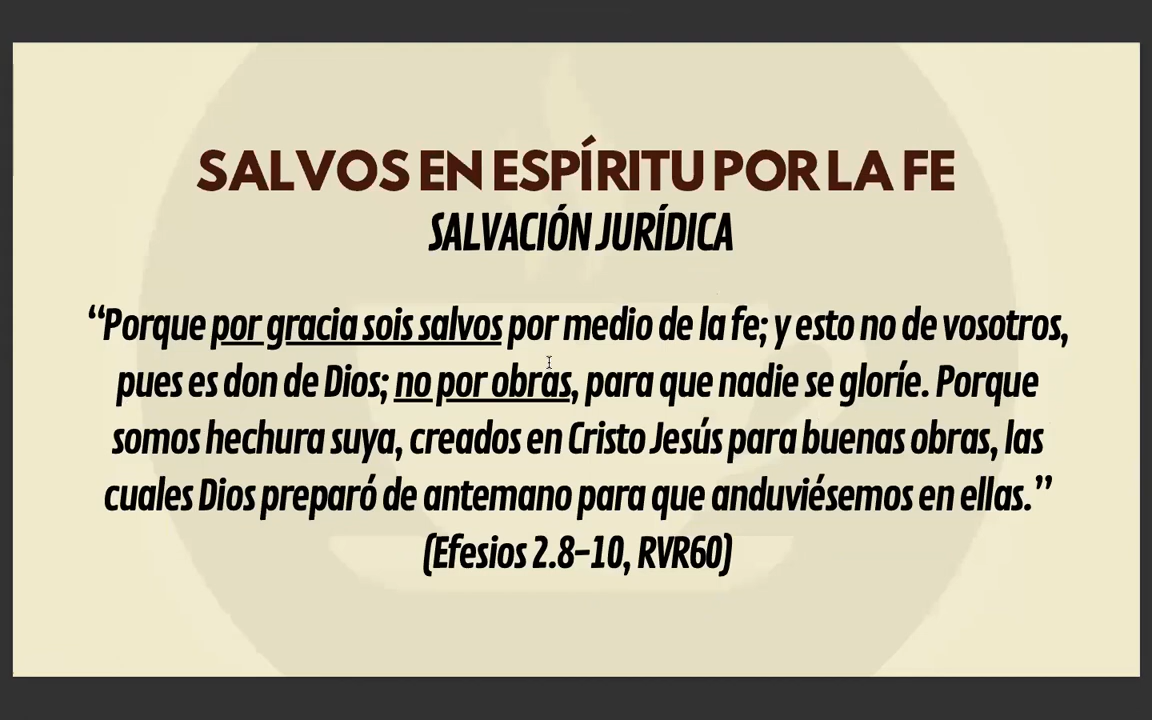 SALVOS EN ESPÍRITU POR LA FE
SALVACIÓN JURÍDICA
“Porque por gracia sois salvos por medio de la fe; y esto no de vosotros,
pues es don de Dios; no por obras, para que nadie se gloríe. Porque
somos hechura suya, creados en Cristo Jesús para buenas obras, las
cuales Dios preparó de antemano para que anduviésemos en ellas.”
(Efesios 2.8–10, RVR60)